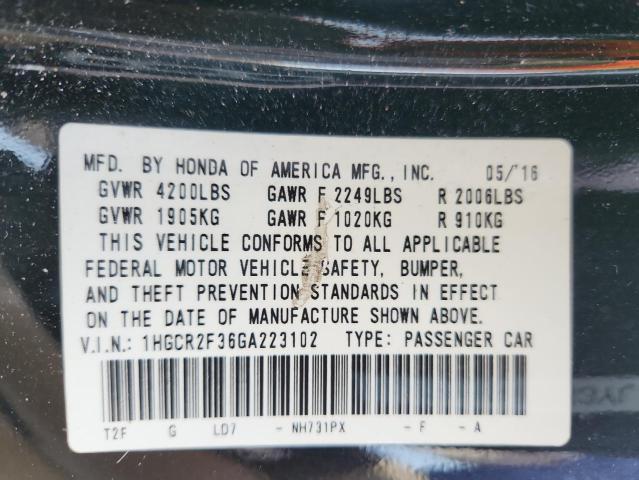 MFD. BY HONDA OF AMERICA MFG., INC. 05/'16
GVWR 4200LBS GAWR F 2249LBS R 2006LBS
GVWR 1905KG GAWR F 1020KG R 910KG
THIS VEHICLE CONFORMS TO ALL APPLICABLE
FEDERAL MOTOR VEHICLE SAFETY, BUMPER,
AND THEFT PREVENTION STANDARDS IN EFFECT
ON THE DATE OF MANUFACTURE SHOWN ABOVE.
V.I.N.: 1HGCR2F36GA223102 TYPE: PASSENGER CAR
T2F G LD7 - NH731PX - F - A